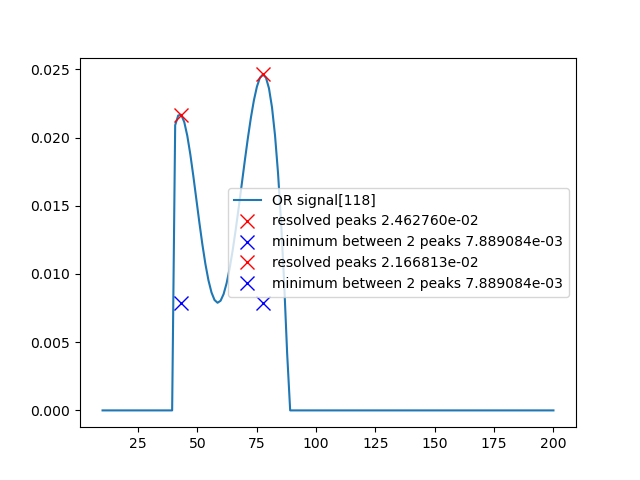 0.025
0.020
0.015
0.010
0.005
0.000
OR signal[118]
resolved peaks 2.462760e-02
minimum between 2 peaks 7.889084e-03
resolved peaks 2.166813e-02
minimum between 2 peaks 7.889084e-03
25 50 75 100 125 150 175 200